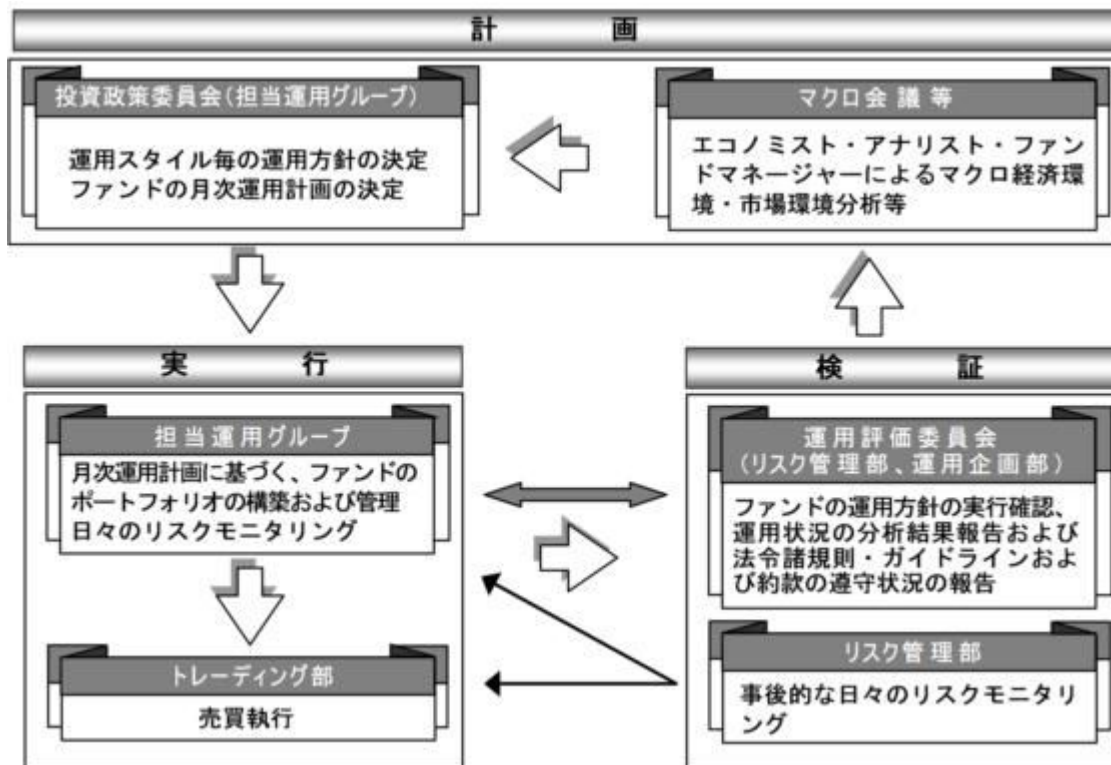 計画
投資政策委員会(担当運用グループ)
運用スタイル毎の運用方針の決定
ファンドの月次運用計画の決定
マクロ会議等
エコノミスト・アナリスト・ファン
ドマネージャーによるマクロ経済環
境・市場環境分析等
実行
担当運用グループ
月次運用計画に基づく、ファンドの
ポートフォリオの構築および管理
日々のリスクモニタリング
トレーディング部
売買執行
検証
運用評価委員会
(リスク管理部、運用企画部)
ファンドの運用方針の実行確認、
運用状況の分析結果報告および
法令諸規則・ガイドラインおよ
び約款の遵守状況の報告
リスク管理部
事後的な日々のリスクモニタリ
ング